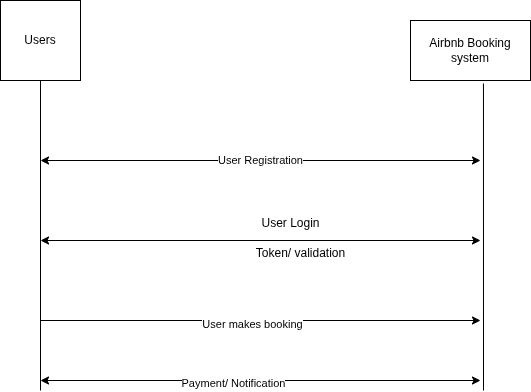 Users
Airbnb Booking
system
User Registration
User Login
Token/ validation
User makes booking
Payment/ Notification